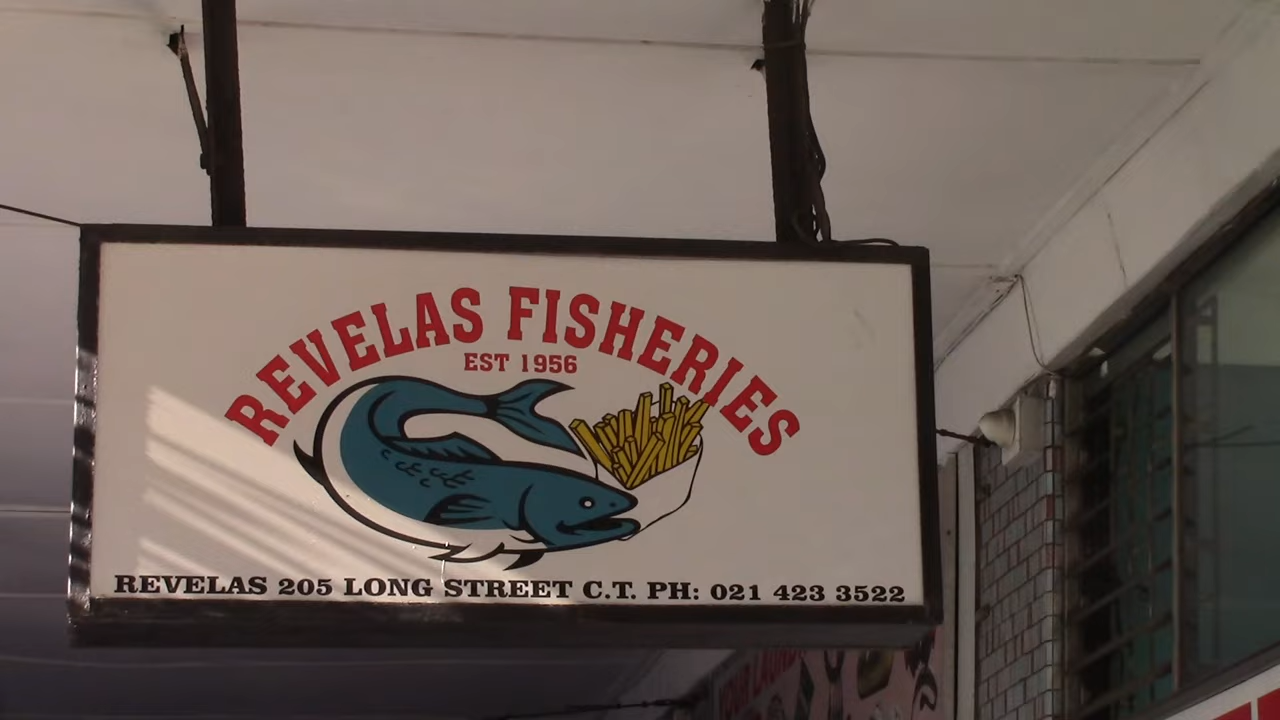 REVELAS FISHERIES
EST 1956
REVELAS 205 LONG STREET C.T. PH: 021 423 3522